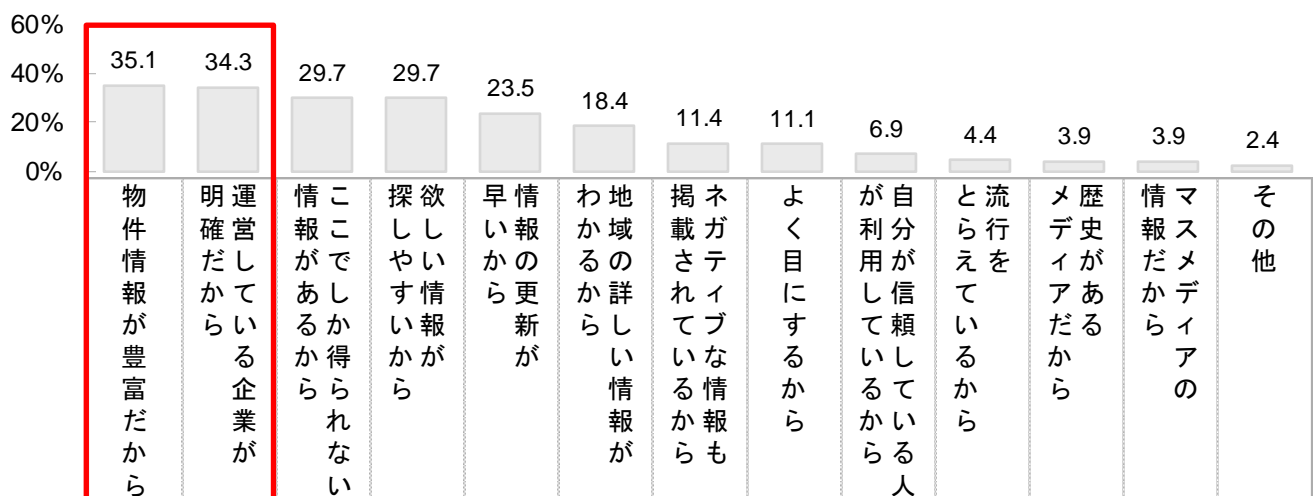 60%
40%
20%
0%
35.1
34.3
29.7
29.7
23.5
18.4
11.4
11.1
6.9
4.4
3.9
3.9
2.4
物件情報が豊富だから
運営している企業が
明確だから
ここでしか得られない
情報があるから
欲しい情報が
探しやすいから
情報の更新が
早いから
地域の詳しい情報が
わかるから
ネガティブな情報も
掲載されているから
よく目にするから
自分が信頼している人
が利用しているから
流行を
とらえているから
歴史がある
メディアだから
マスメディアの
情報だから
その他